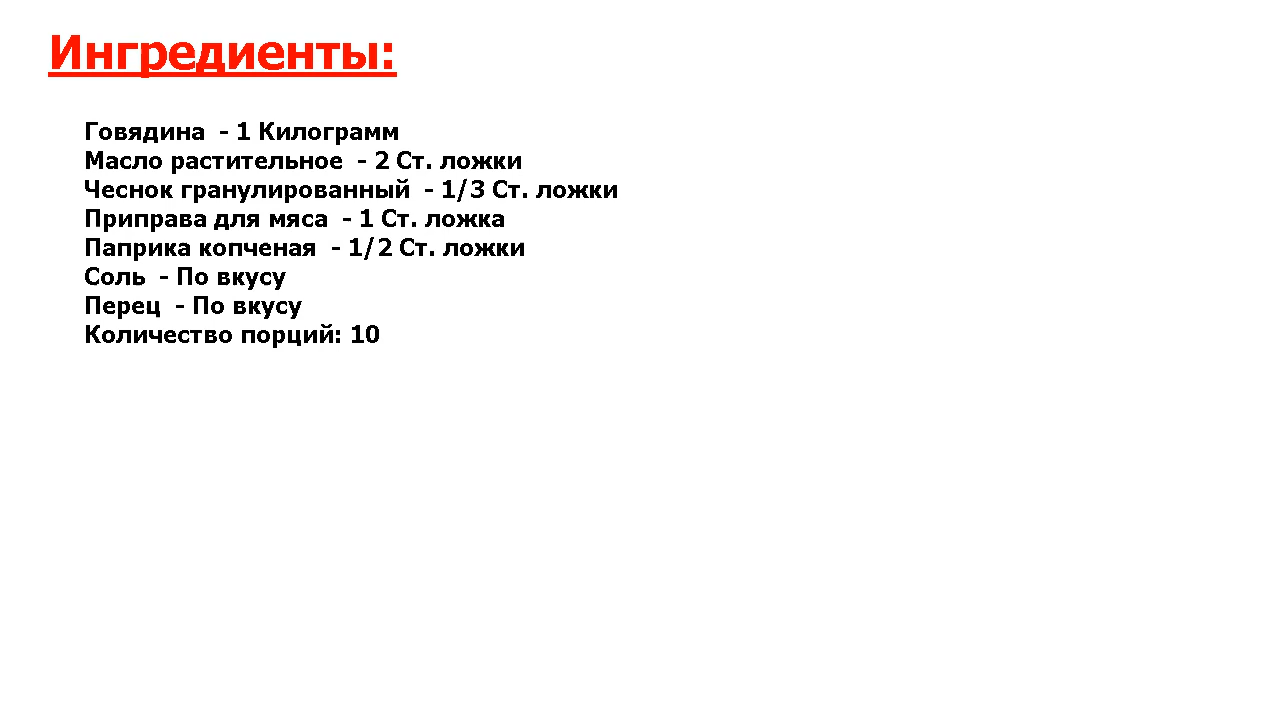 Ингредиенты:
Говядина  - 1 Килограмм
Масло растительное  - 2 Ст. ложки
Чеснок гранулированный  - 1/3 Ст. ложки
Приправа для мяса  - 1 Ст. ложка
Паприка копченая  - 1/2 Ст. ложки
Соль  - По вкусу
Перец  - По вкусу
Количество порций: 10